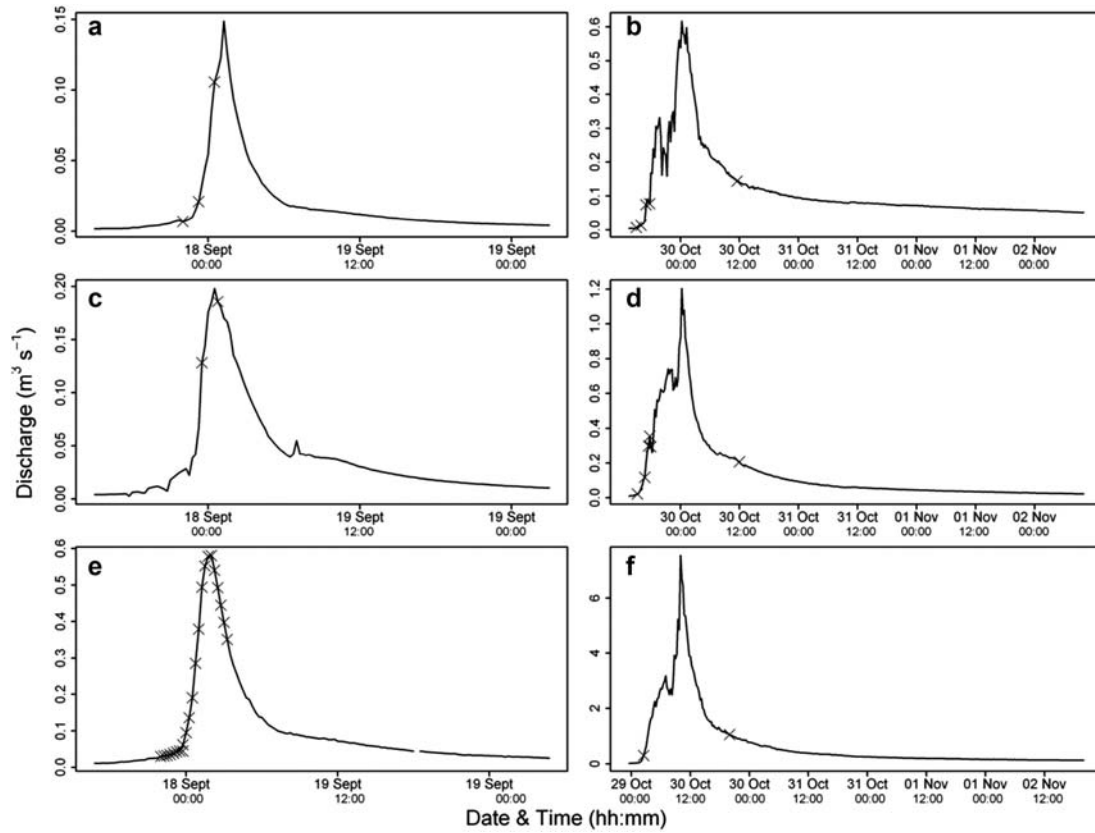 a
0.15
0.10
0.05
0.00
18 Sept 19 Sept 19 Sept
00:00 12:00 00:00
b
0.6
0.5
0.4
0.3
0.2
0.1
0.0
30 Oct 30 Oct 31 Oct 31 Oct 01 Nov 01 Nov 02 Nov
00:00 12:00 00:00 12:00 00:00 12:00 00:00
c
0.20
0.15
0.10
0.05
0.00
18 Sept 19 Sept 19 Sept
00:00 12:00 00:00
d
1.2
1.0
0.8
0.6
0.4
0.2
0.0
30 Oct 30 Oct 31 Oct 31 Oct 01 Nov 01 Nov 02 Nov
00:00 12:00 00:00 12:00 00:00 12:00 00:00
e
0.6
0.5
0.4
0.3
0.2
0.1
0.0
18 Sept 19 Sept 19 Sept
00:00 12:00 00:00
f
6
4
2
0
29 Oct 30 Oct 30 Oct 31 Oct 31 Oct 01 Nov 01 Nov 02 Nov
00:00 12:00 00:00 12:00 00:00 12:00 00:00 12:00
Discharge (m³ s⁻¹)
Date & Time (hh:mm)